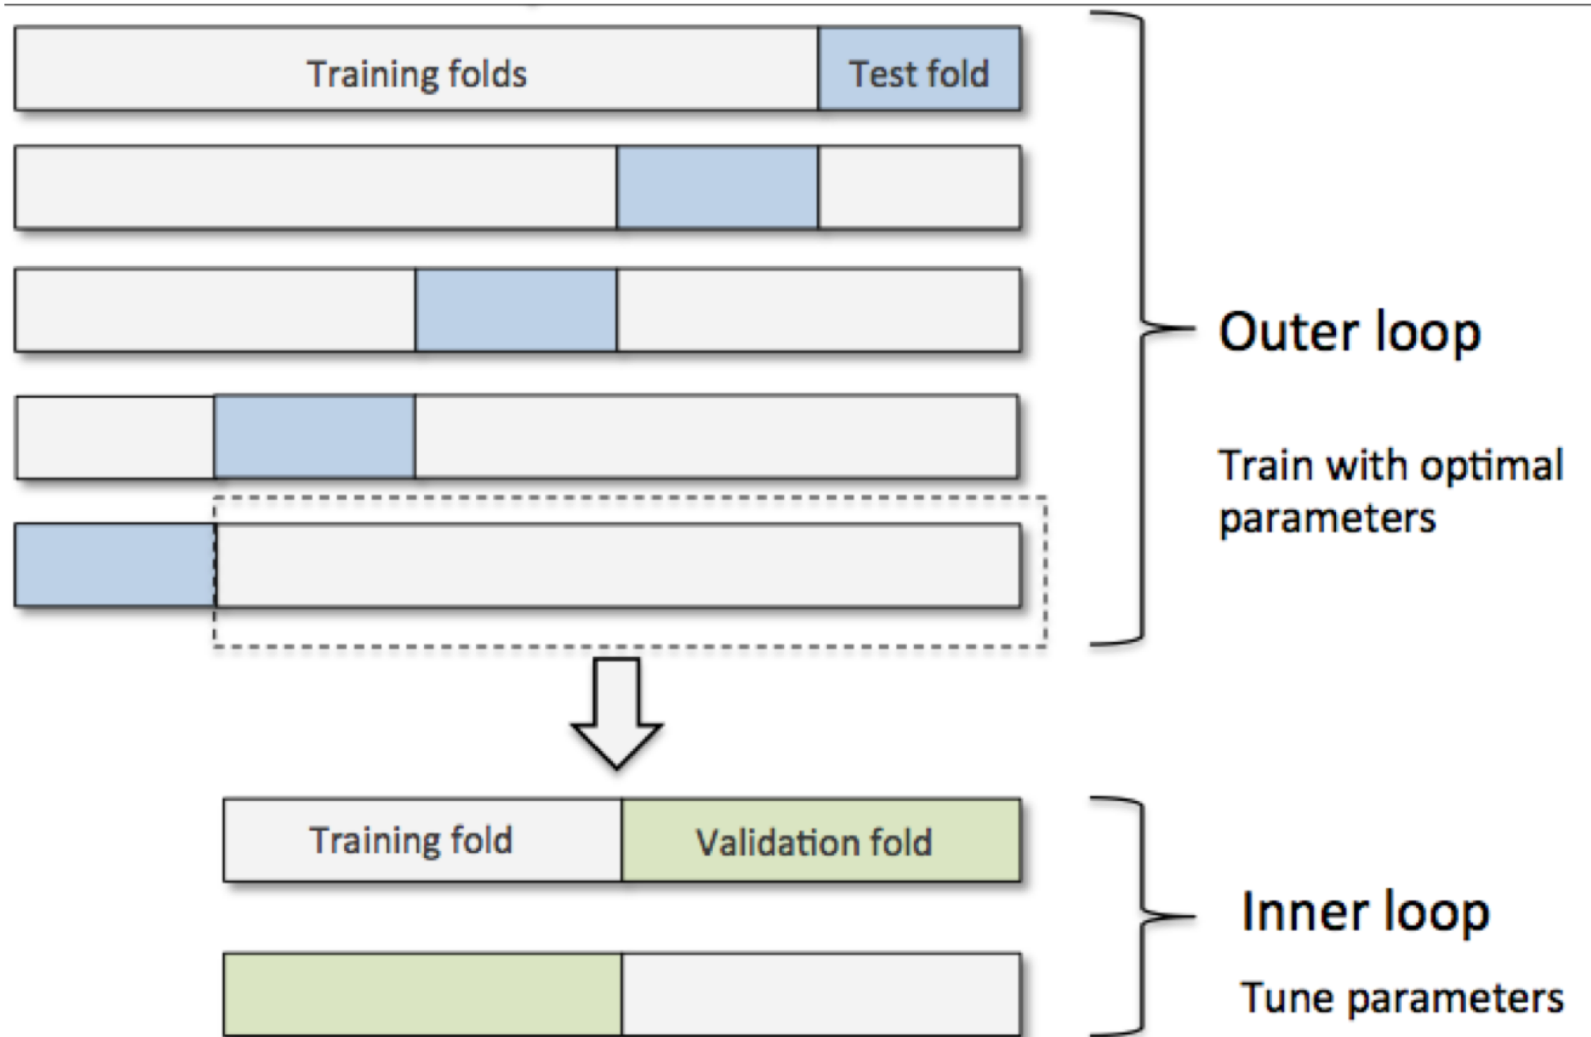 Training folds
Test fold
Outer loop
Train with optimal
parameters
Training fold
Validation fold
Inner loop
Tune parameters